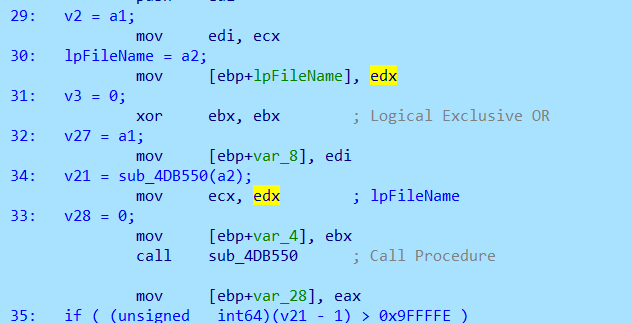 29: v2 = a1;
mov edi, ecx
30: lpFileName = a2;
mov [ebp+lpFileName], edx
31: v3 = 0;
xor ebx, ebx ; Logical Exclusive OR
32: v27 = a1;
mov [ebp+var_8], edi
34: v21 = sub_4DB550(a2);
mov ecx, edx ; lpFileName
33: v28 = 0;
mov [ebp+var_4], ebx
call sub_4DB550 ; Call Procedure
mov [ebp+var_28], eax
35: if ( (unsigned int64)(v21 - 1) > 0x9FFFFE )